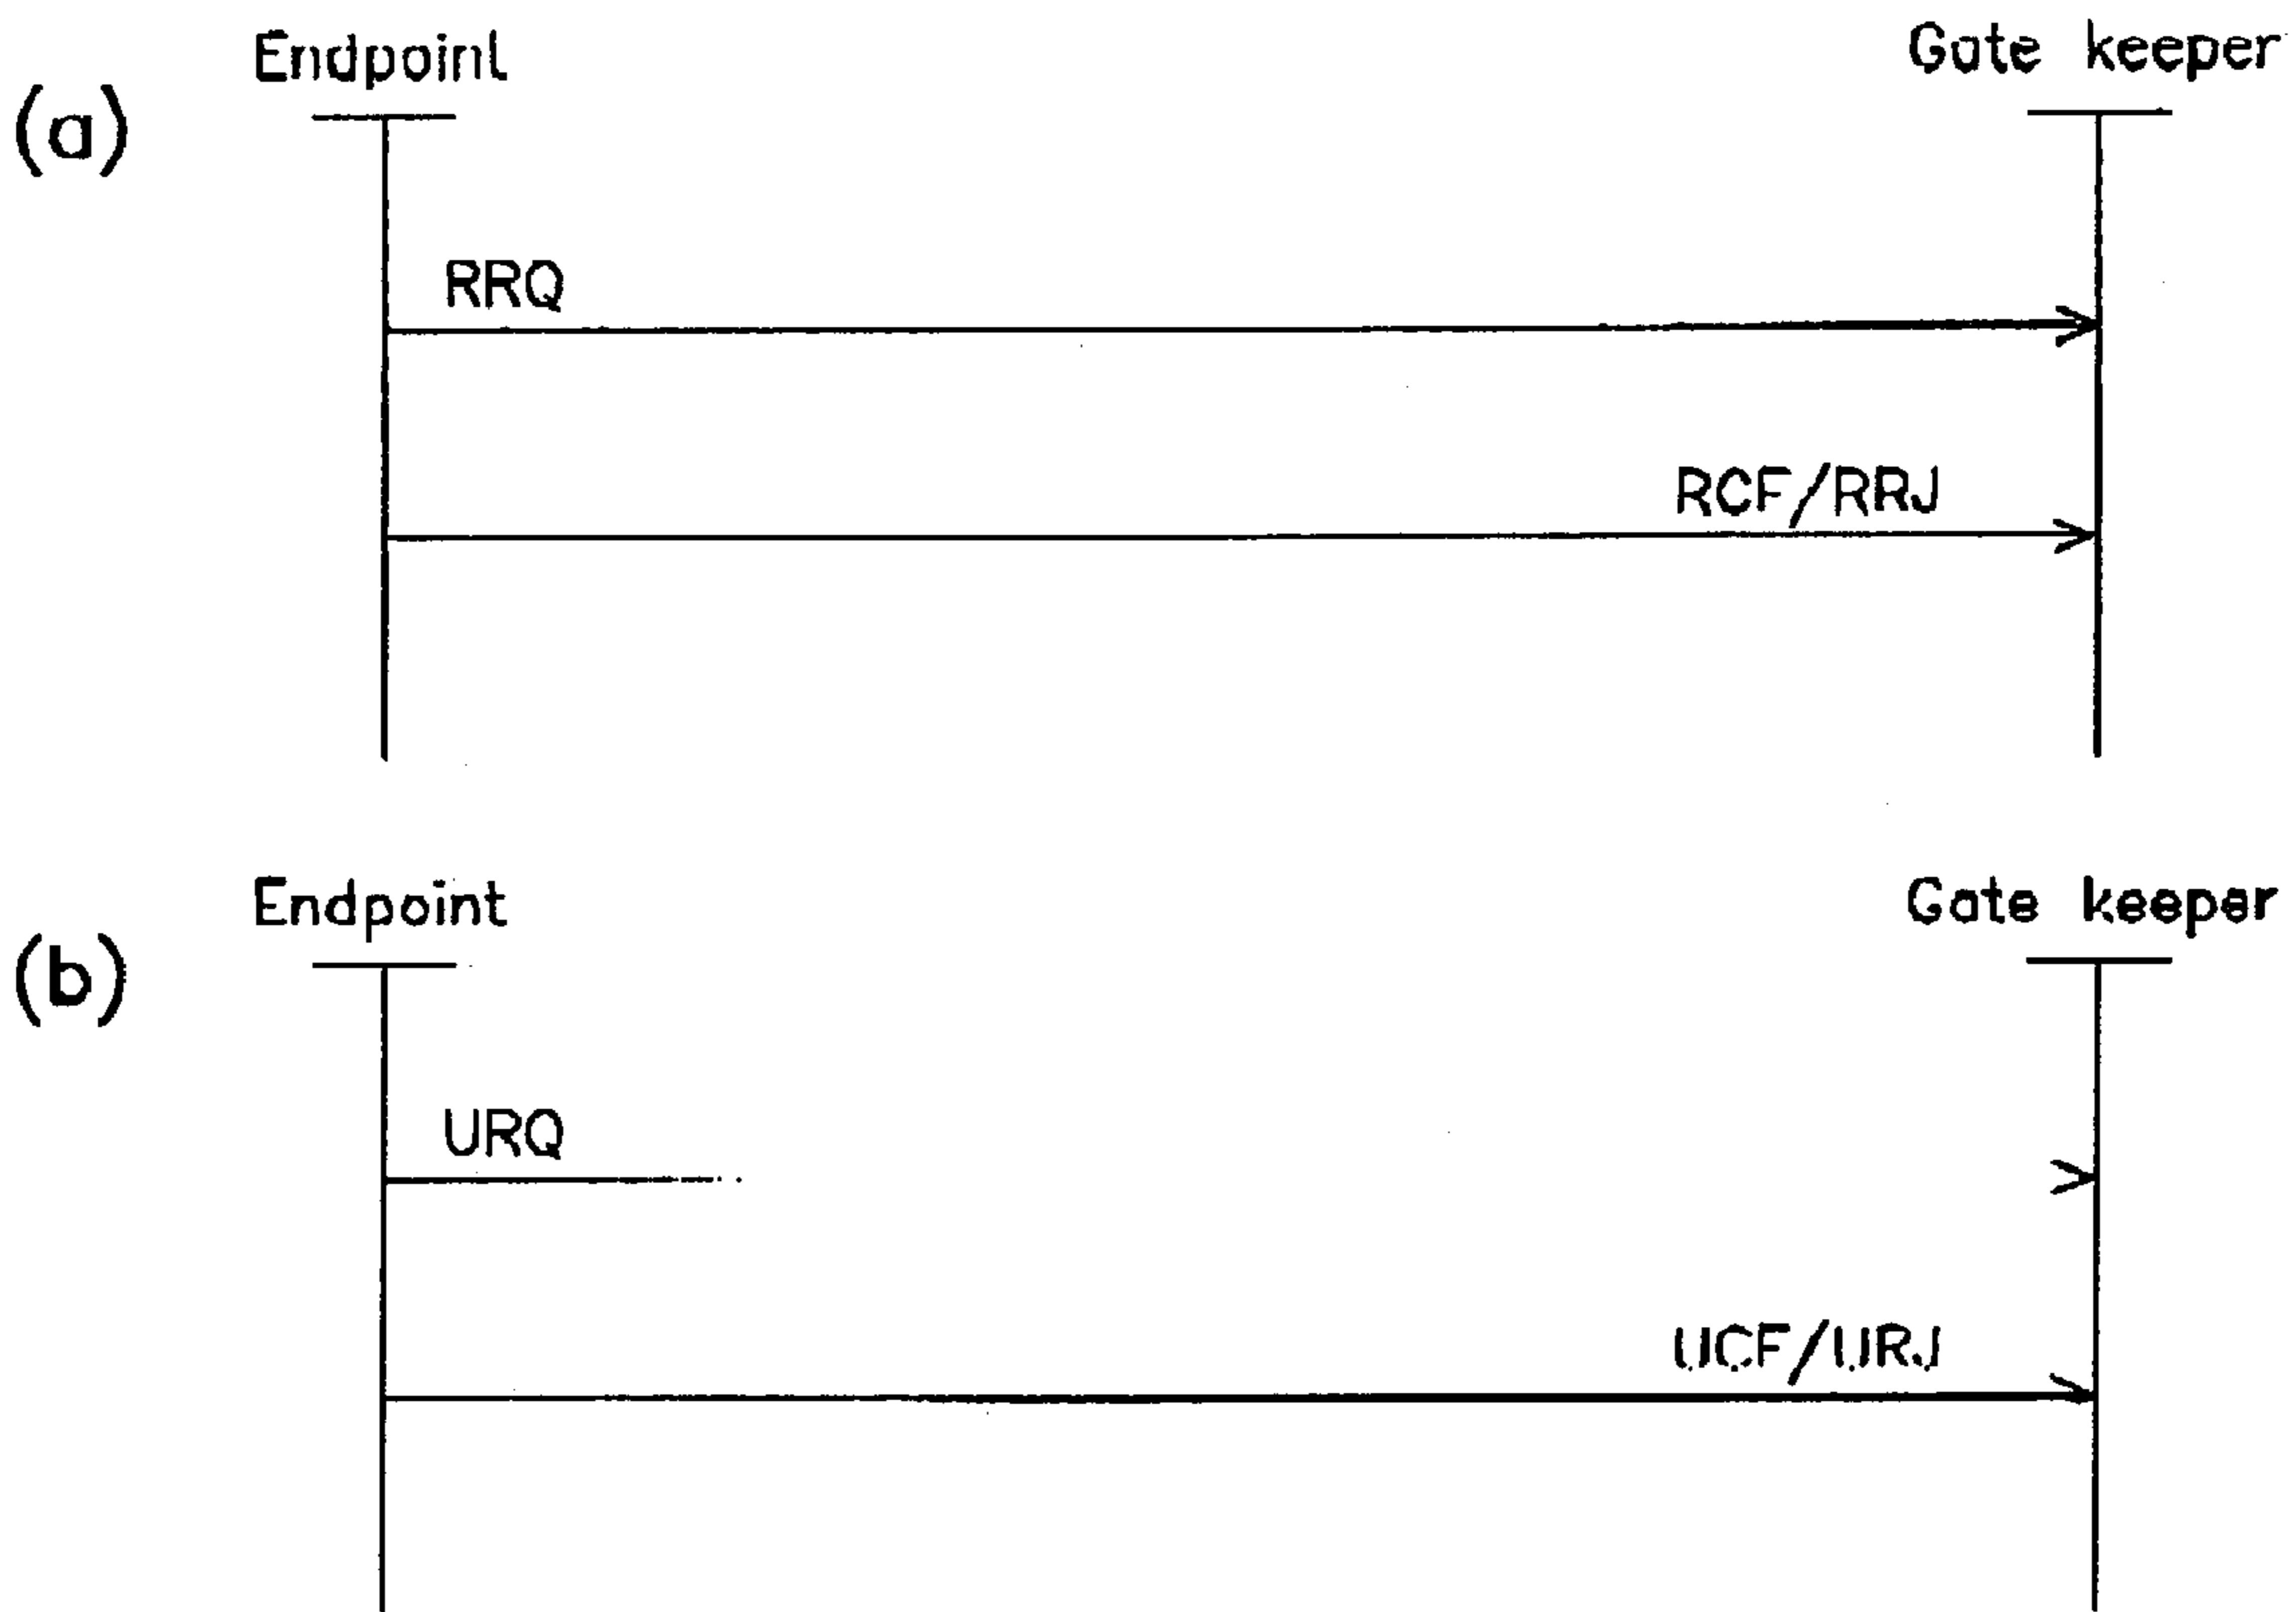 Endpoint
Gate keeper
(a)
RRQ
RCF/RRJ
Endpoint
Gate keeper
(b)
URQ
UCF/URJ